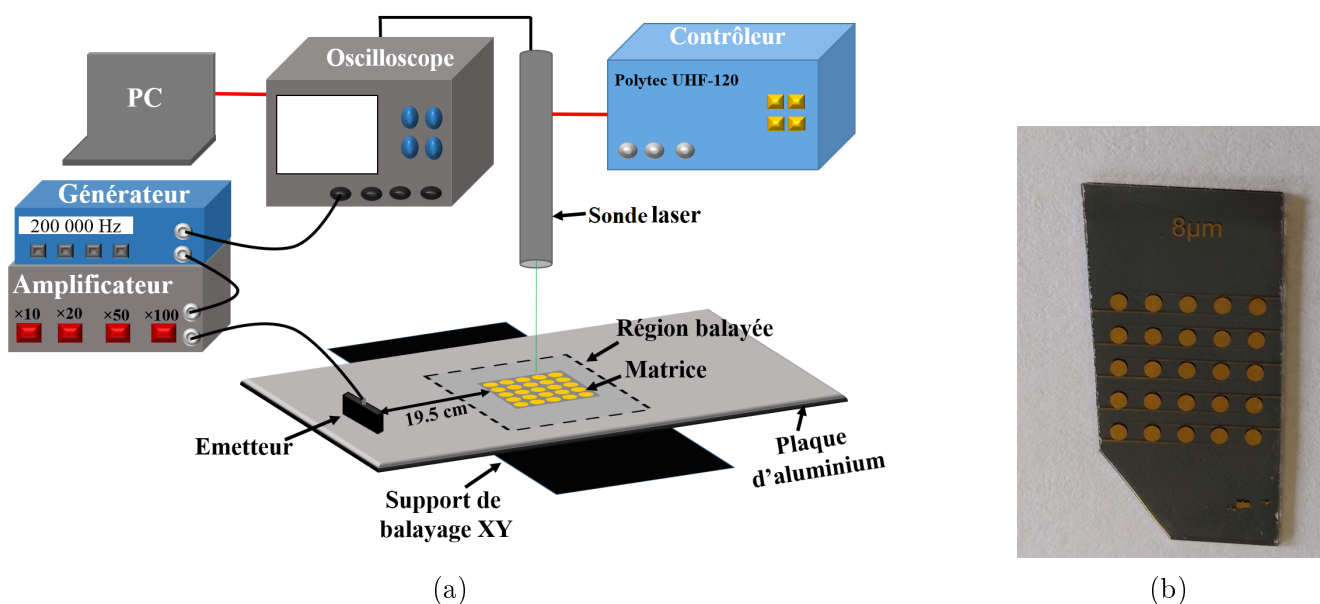 Contrôleur
Oscilloscope
Polytec UHF-120
PC
Générateur
200 000 Hz
Sonde laser
Amplificateur
×10 ×20 ×50 ×100
Région balayée
Matrice
19.5 cm
Emetteur
Plaque
d’aluminium
Support de
balayage XY
8µm
(a)
(b)